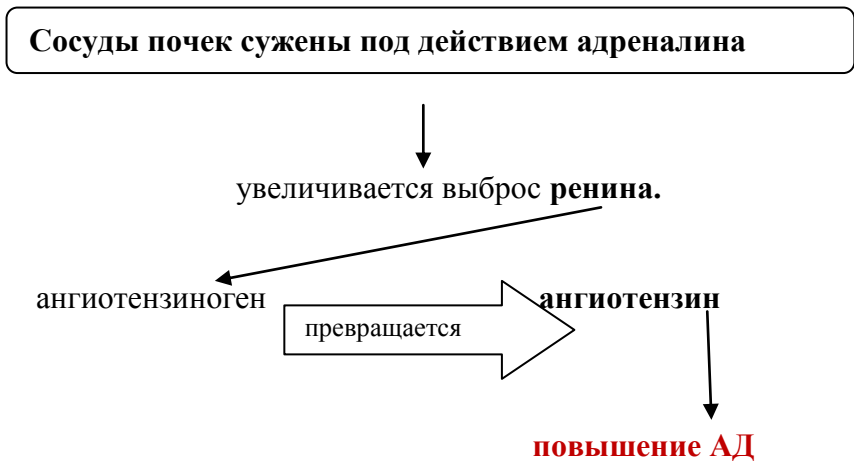 Сосуды почек сужены под действием адреналина
увеличивается выброс ренина.
ангиотензиноген
превращается
ангиотензин
повышение АД